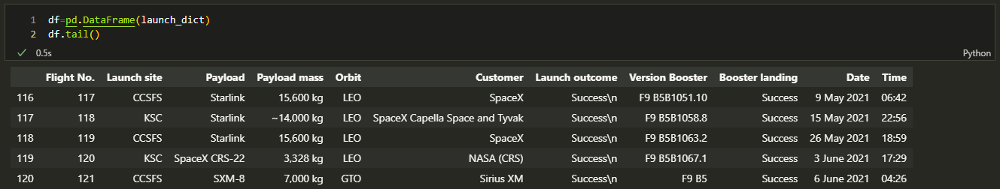 1 df=pd.DataFrame(launch_dict)
2 df.tail()
0.5s Python
Flight No. Launch site Payload Payload mass Orbit Customer Launch outcome Version Booster Booster landing Date Time
116 117 CCSFS Starlink 15,600 kg LEO SpaceX Success\n F9 B5B1051.10 Success 9 May 2021 06:42
117 118 KSC Starlink ~14,000 kg LEO SpaceX Capella Space and Tyvak Success\n F9 B5B1058.8 Success 15 May 2021 22:56
118 119 CCSFS Starlink 15,600 kg LEO SpaceX Success\n F9 B5B1063.2 Success 26 May 2021 18:59
119 120 KSC SpaceX CRS-22 3,328 kg LEO NASA (CRS) Success\n F9 B5B1067.1 Success 3 June 2021 17:29
120 121 CCSFS SXM-8 7,000 kg GTO Sirius XM Success\n F9 B5 Success 6 June 2021 04:26